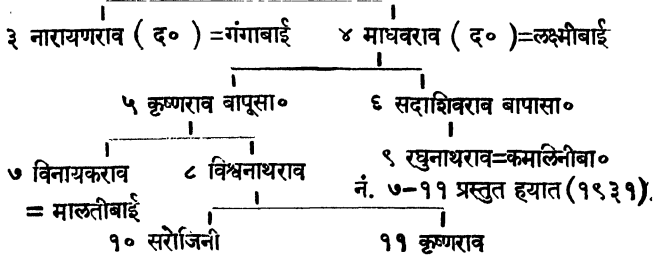 ३ नारायणराव ( द० ) =गंगाबाई ४ माधवराव ( द० )=लक्ष्मीबाई
५ कृष्णराव बापूसा० ६ सदाशिवराव बापासा०
७ विनायकराव ८ विश्वनाथराव ९ रघुनाथराव=कमालिनीबा०
= मालतीबाई नं. ७-११ प्रस्तुत हयात (१९३१).
१० सरोजिनी ११ कृष्णराव